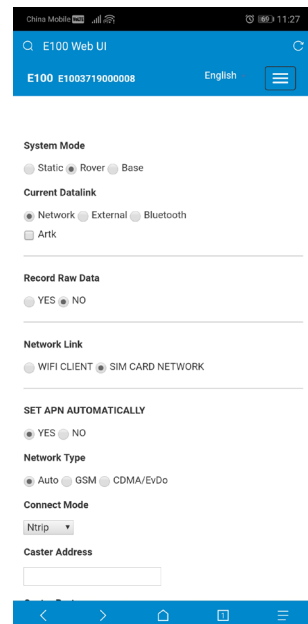 China Mobile 69 11:27
E100 Web UI
E100 E1003719000008 English
System Mode
Static Rover Base
Current Datalink
Network External Bluetooth
Artk
Record Raw Data
YES NO
Network Link
WIFI CLIENT SIM CARD NETWORK
SET APN AUTOMATICALLY
YES NO
Network Type
Auto GSM CDMA/EvDo
Connect Mode
Ntrip
Caster Address
1